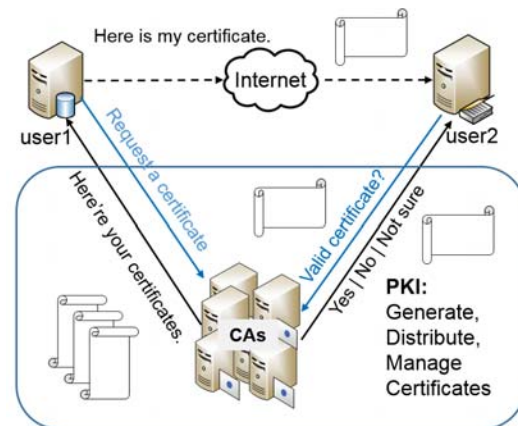 Here is my certificate.
Internet
user1
user2
Request a certificate
Here're your certificates.
Valid certificate?
Yes | No | Not sure
CAs
PKI:
Generate,
Distribute,
Manage
Certificates